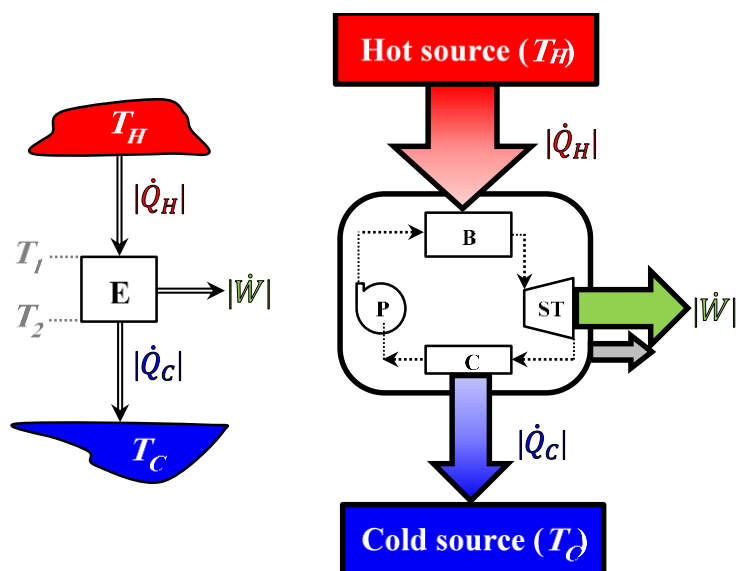 T_H
|Q̇_H|
T_1
E
|Ẇ|
T_2
|Q̇_C|
T_C
Hot source (T_H)
|Q̇_H|
B
P
ST
|Ẇ|
C
|Q̇_C|
Cold source (T_C)